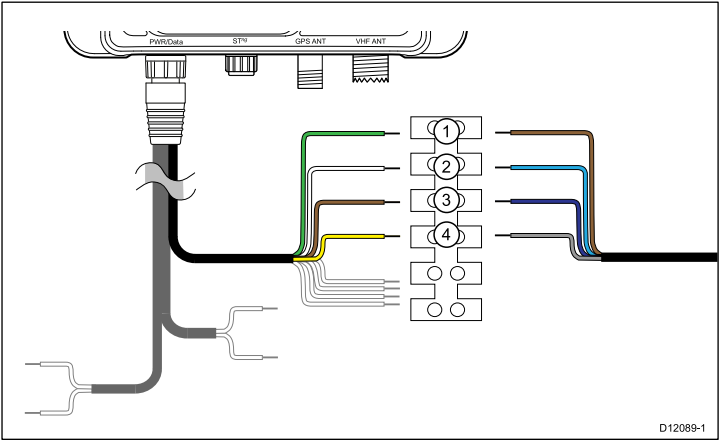 PWR/Data
STng
GPS ANT
VHF ANT
1
2
3
4
D12089-1